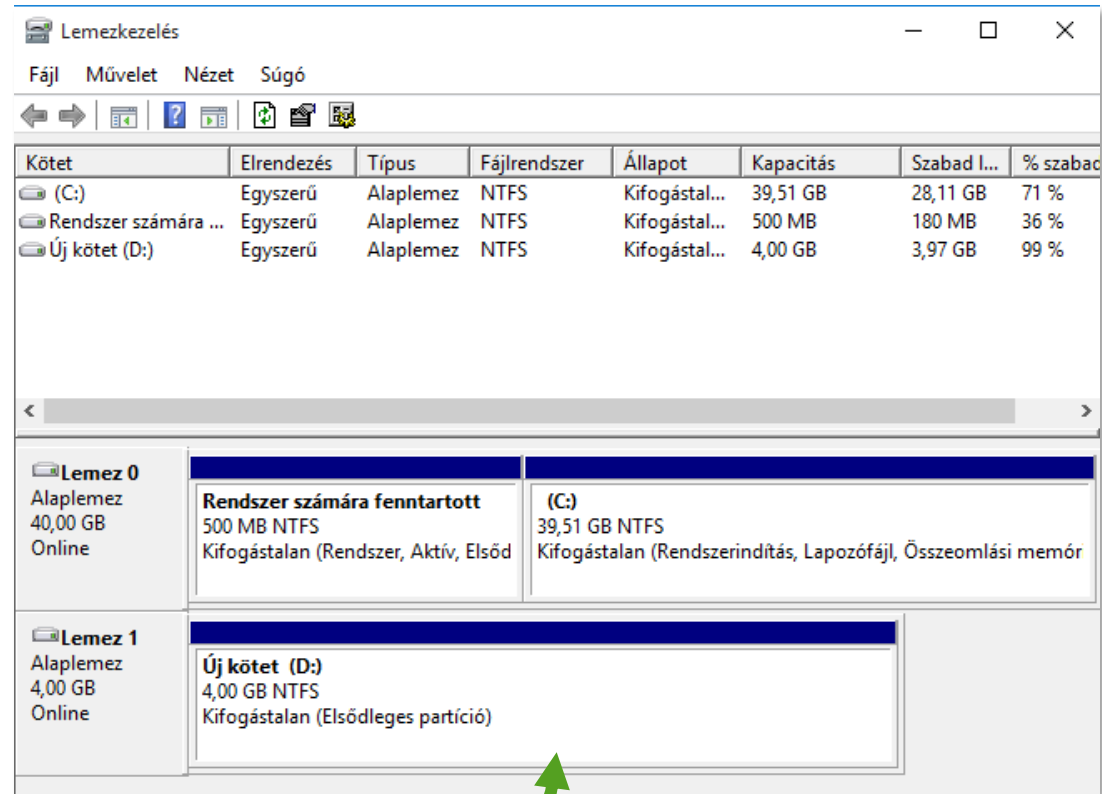 Lemezkezelés
Fájl Művelet Nézet Súgó
Kötet Elrendezés Típus Fájlrendszer Állapot Kapacitás Szabad l... % szabad
(C:) Egyszerű Alaplemez NTFS Kifogástal... 39,51 GB 28,11 GB 71 %
Rendszer számára ... Egyszerű Alaplemez NTFS Kifogástal... 500 MB 180 MB 36 %
Új kötet (D:) Egyszerű Alaplemez NTFS Kifogástal... 4,00 GB 3,97 GB 99 %
Lemez 0
Alaplemez
40,00 GB
Online
Rendszer számára fenntartott
500 MB NTFS
Kifogástalan (Rendszer, Aktív, Elsőd
(C:)
39,51 GB NTFS
Kifogástalan (Rendszerindítás, Lapozófájl, Összeomlási memór
Lemez 1
Alaplemez
4,00 GB
Online
Új kötet (D:)
4,00 GB NTFS
Kifogástalan (Elsődleges partíció)